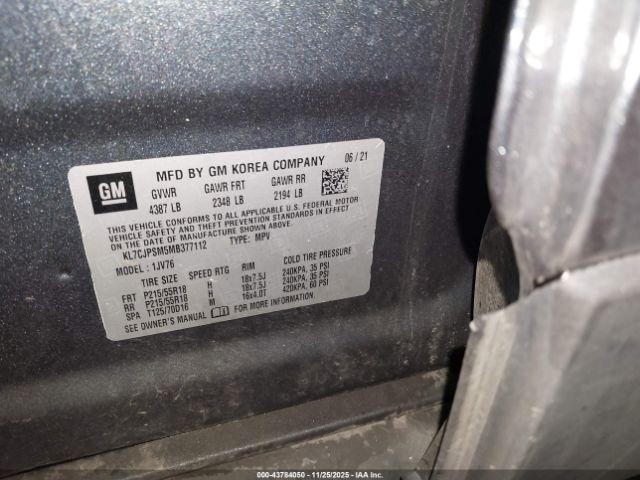 GM
MFD BY GM KOREA COMPANY 06/21
GVWR GAWR FRT GAWR RR
4387 LB 2348 LB 2194 LB
THIS VEHICLE CONFORMS TO ALL APPLICABLE U.S. FEDERAL MOTOR
VEHICLE SAFETY AND THEFT PREVENTION STANDARDS IN EFFECT
ON THE DATE OF MANUFACTURE SHOWN ABOVE.
KL7CJPSM5MB377112 TYPE: MPV
MODEL: 1JV76
TIRE SIZE SPEED RTG RIM COLD TIRE PRESSURE
FRT P215/55R18 H 18x7.5J 240KPA, 35 PSI
RR P215/55R18 H 18x7.5J 240KPA, 35 PSI
SPA T125/70D16 M 16x4.0T 420KPA, 60 PSI
SEE OWNER'S MANUAL FOR MORE INFORMATION.
000-43784050 | 11/25/2025 - IAA, Inc.